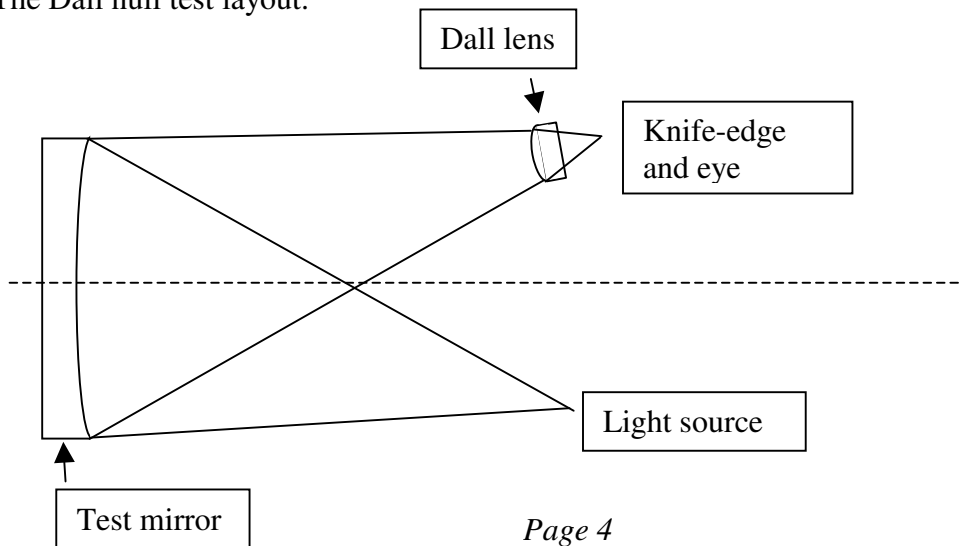 The Dall null test layout.
Dall lens
Knife-edge
and eye
Light source
Test mirror
Page 4